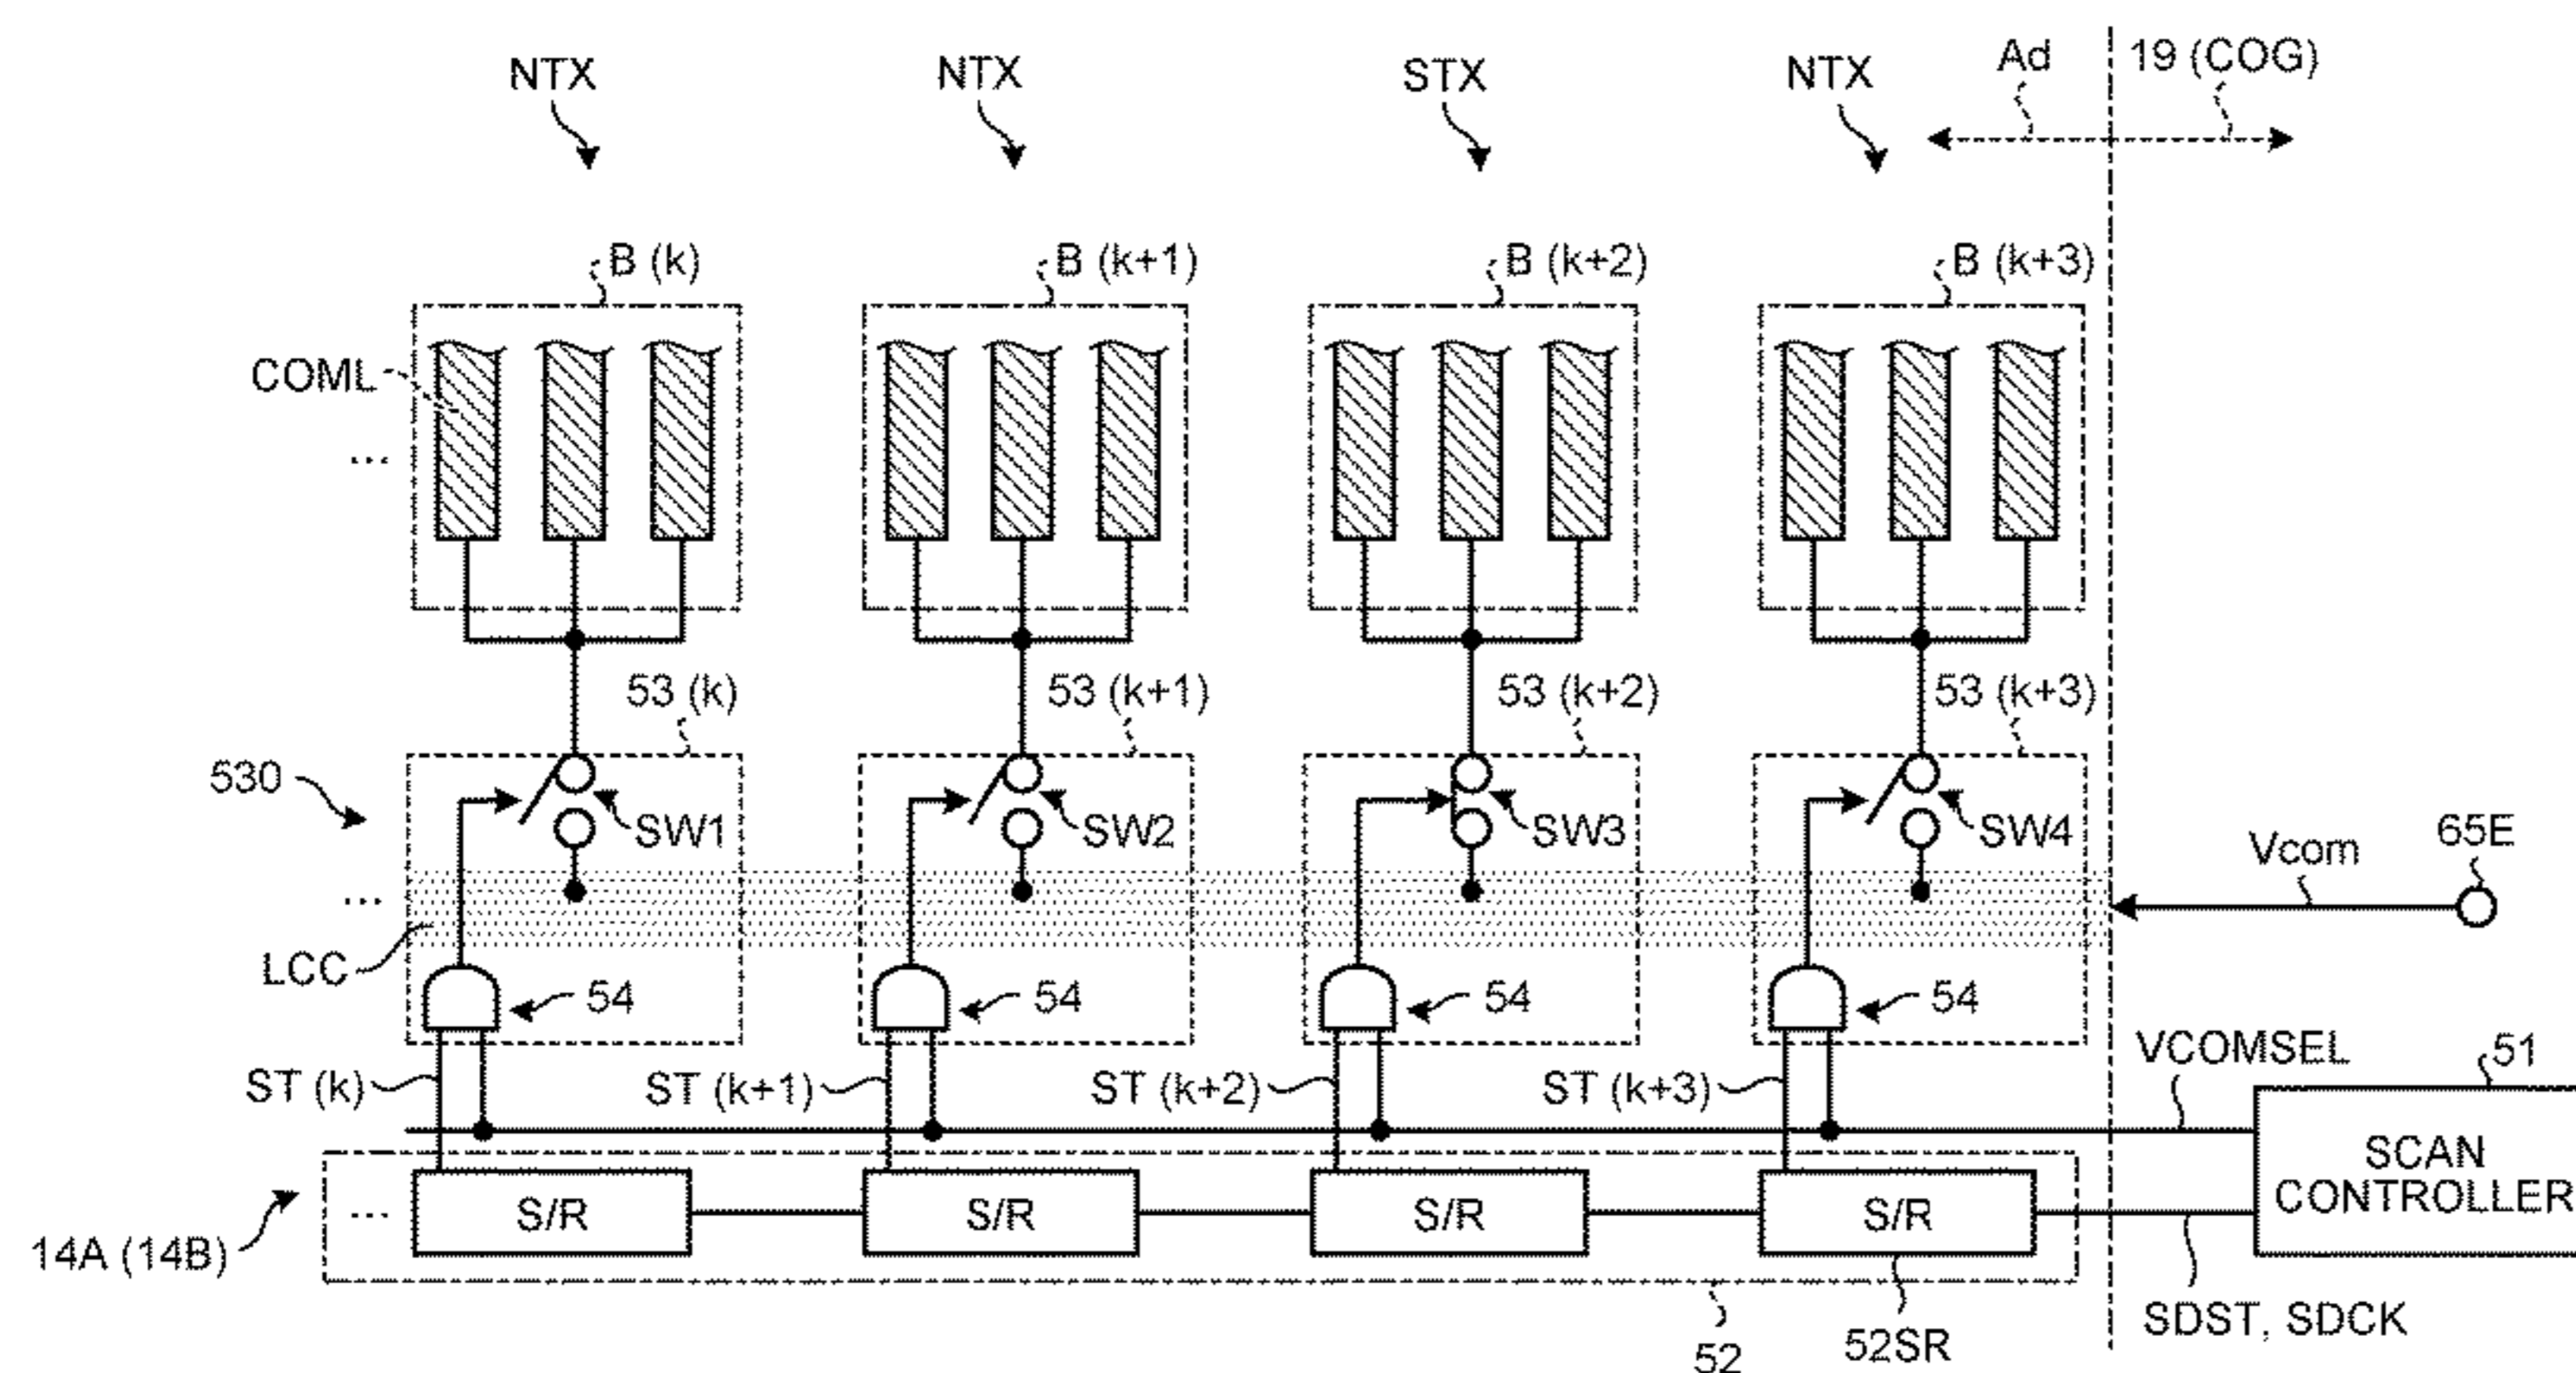 NTX NTX STX NTX Ad 19 (COG)
B (k) B (k+1) B (k+2) B (k+3)
COML
...
53 (k) 53 (k+1) 53 (k+2) 53 (k+3)
530 SW1 SW2 SW3 SW4 Vcom 65E
...
LCC 54 54 54 54
ST (k) ST (k+1) ST (k+2) ST (k+3) VCOMSEL 51
SCAN
CONTROLLER
14A (14B) ... S/R S/R S/R S/R
52 52SR SDST, SDCK